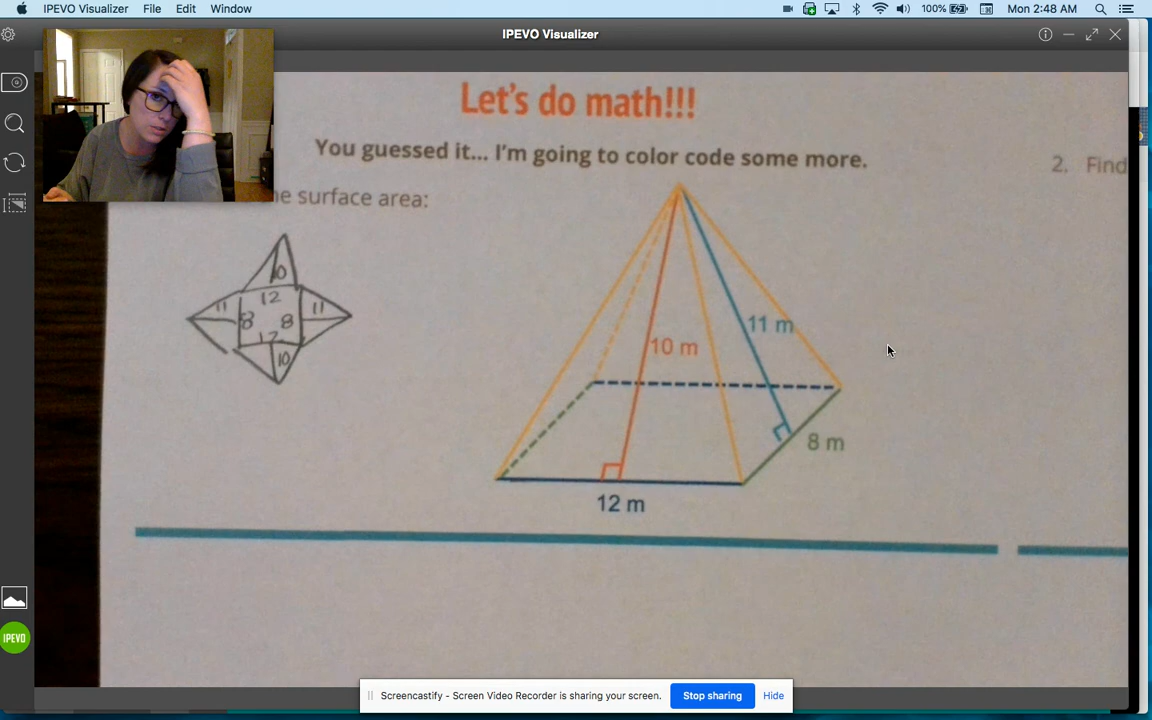 IPEVO Visualizer File Edit Window 100% Mon 2:48 AM
IPEVO Visualizer
Let's do math!!!
You guessed it... I'm going to color code some more.
2. Find
e surface area:
10
12
11 11
8 8
12
10
11 m
10 m
8 m
12 m
IPEVO
Screencastify - Screen Video Recorder is sharing your screen. Stop sharing Hide